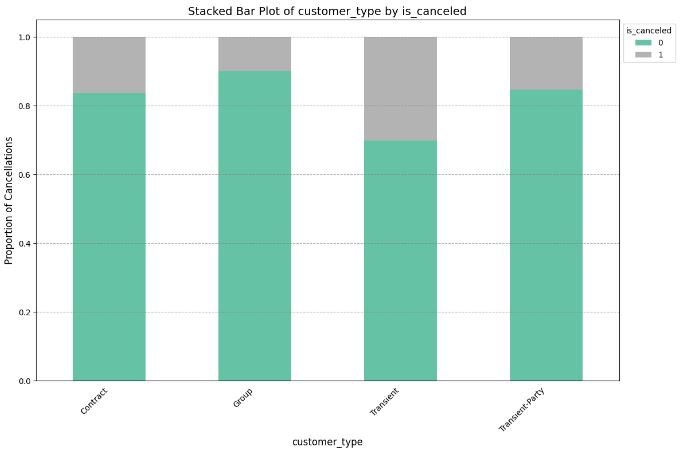 Stacked Bar Plot of customer_type by is_canceled
is_canceled
0
1
Proportion of Cancellations
1.0
0.8
0.6
0.4
0.2
0.0
Contract
Group
Transient
Transient-Party
customer_type